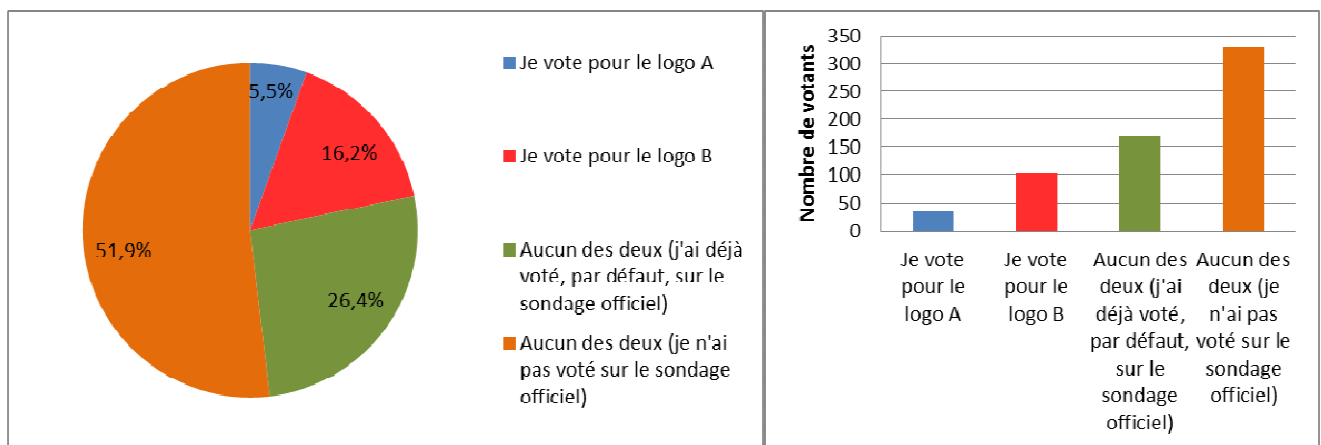 5,5%
16,2%
51,9%
26,4%
Je vote pour le logo A
Je vote pour le logo B
Aucun des deux (j'ai déjà
voté, par défaut, sur le
sondage officiel)
Aucun des deux (je n'ai
pas voté sur le sondage
officiel)
Nombre de votants
350
300
250
200
150
100
50
0
Je vote
pour le
logo A
Je vote
pour le
logo B
Aucun des
deux (j'ai
déjà voté,
par défaut,
sur le
sondage
officiel)
Aucun des
deux (je
n'ai pas
voté sur le
sondage
officiel)